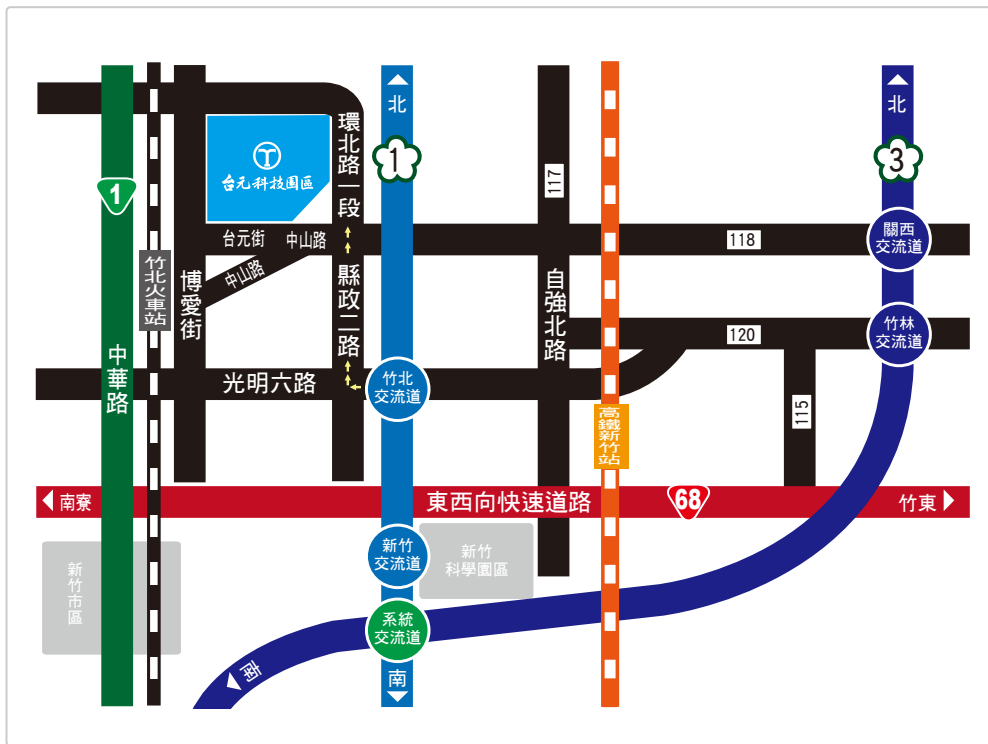 北
北
1
3
1
台元科技園區
環北路一段
117
台元街
中山路
118
關西
交流道
中山路
竹北火車站
博愛街
縣政二路
自強北路
竹林
交流道
120
中華路
光明六路
竹北
交流道
高鐵新竹站
115
南寮
東西向快速道路
68
竹東
新竹
交流道
新竹
科學園區
新竹市區
系統
交流道
南
南